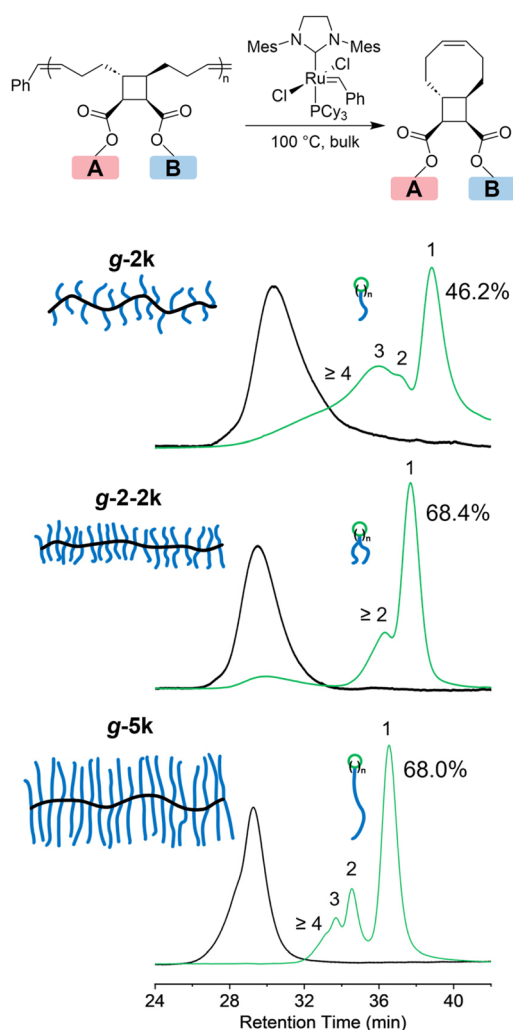 Mes
N
N
Mes
Cl
Ru
Ph
Cl
PCy3
Ph
n
O
O
O
O
A
B
100 °C, bulk
O
O
O
O
A
B
g-2k
( )n
≥ 4
3
2
1
46.2%
g-2-2k
( )n
≥ 2
1
68.4%
g-5k
( )n
≥ 4
3
2
1
68.0%
24 28 32 36 40
Retention Time (min)